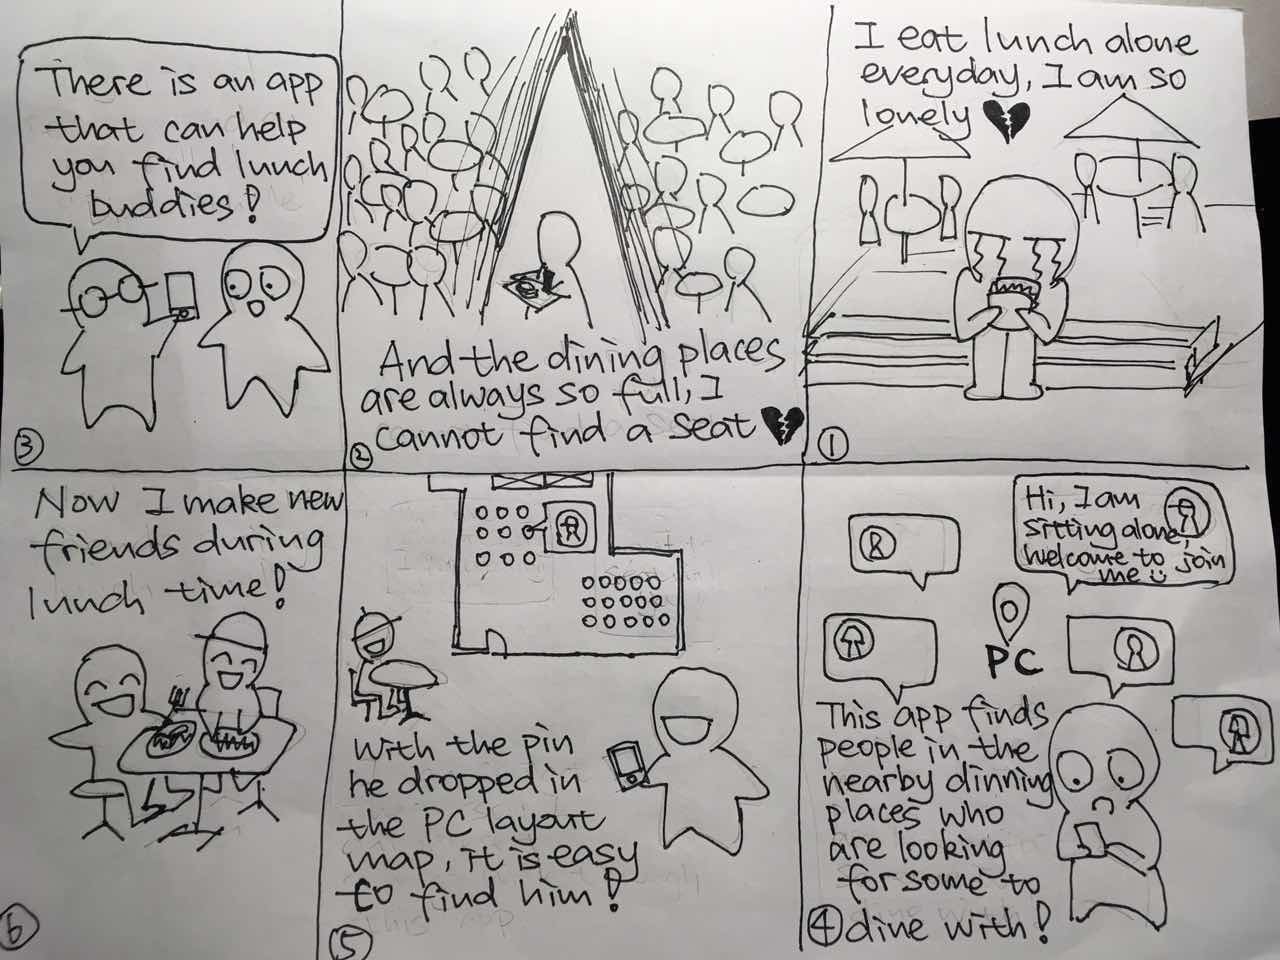 I eat lunch alone
everyday, I am so
lonely
①
And the dining places
are always so full, I
cannot find a seat
②
There is an app
that can help
you find lunch
buddies!
③
Hi, I am
sitting alone,
welcome to join
me
PC
This app finds
people in the
nearby dinning
places who
are looking
for some to
dine with!
④
With the pin
he dropped in
the PC layout
map, it is easy
to find him!
⑤
Now I make new
friends during
lunch time!
⑥